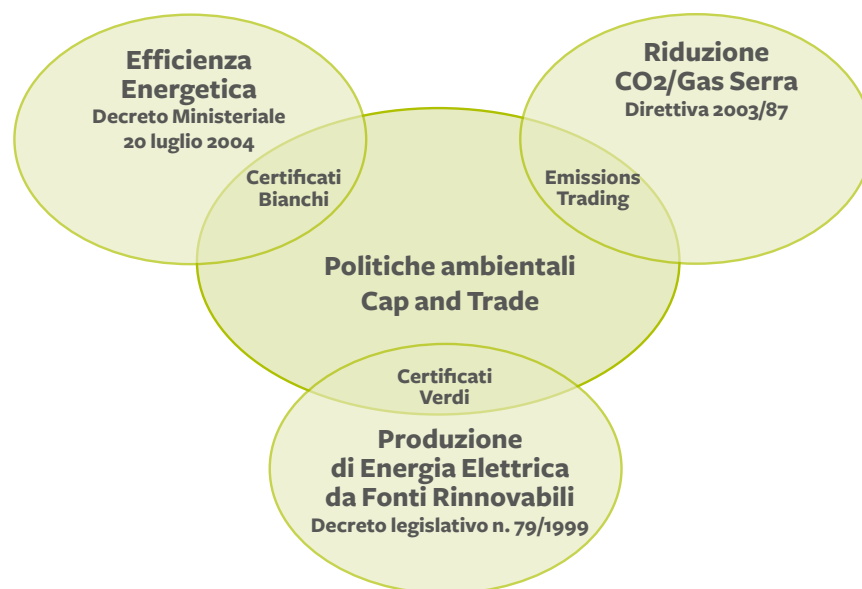 Efficienza
Energetica
Decreto Ministeriale
20 luglio 2004
Certificati
Bianchi
Riduzione
CO2/Gas Serra
Direttiva 2003/87
Emissions
Trading
Politiche ambientali
Cap and Trade
Certificati
Verdi
Produzione
di Energia Elettrica
da Fonti Rinnovabili
Decreto legislativo n. 79/1999